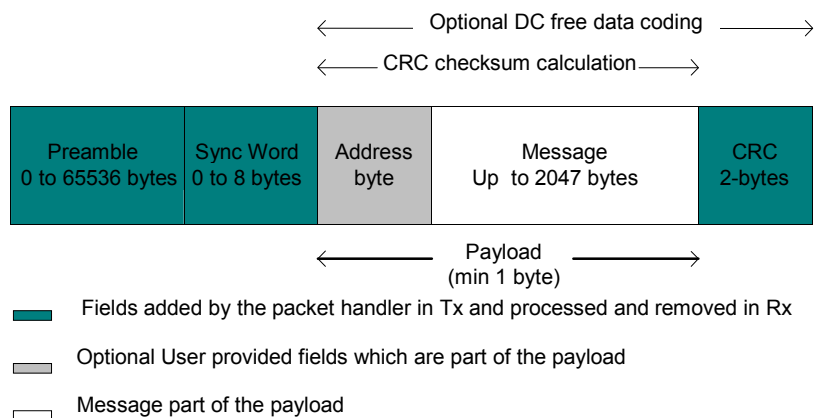 Optional DC free data coding
CRC checksum calculation
Preamble
0 to 65536 bytes
Sync Word
0 to 8 bytes
Address
byte
Message
Up to 2047 bytes
CRC
2-bytes
Payload
(min 1 byte)
Fields added by the packet handler in Tx and processed and removed in Rx
Optional User provided fields which are part of the payload
Message part of the payload